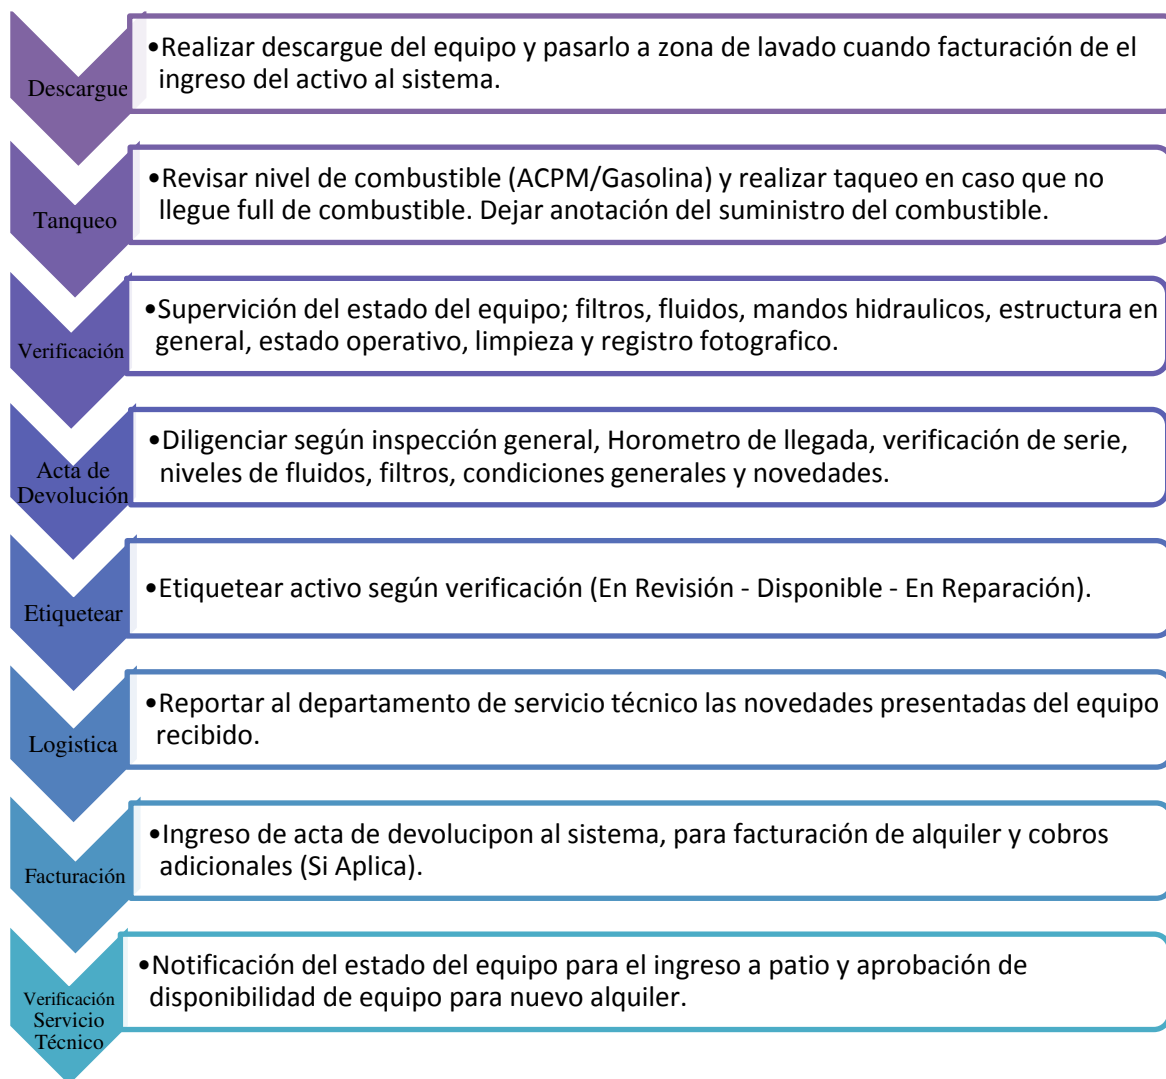 Descargue
•Realizar descargue del equipo y pasarlo a zona de lavado cuando facturación de el
ingreso del activo al sistema.
Tanqueo
•Revisar nivel de combustible (ACPM/Gasolina) y realizar taqueo en caso que no
llegue full de combustible. Dejar anotación del suministro del combustible.
Verificación
•Supervición del estado del equipo; filtros, fluidos, mandos hidraulicos, estructura en
general, estado operativo, limpieza y registro fotografico.
Acta de
Devolución
•Diligenciar según inspección general, Horometro de llegada, verificación de serie,
niveles de fluidos, filtros, condiciones generales y novedades.
Etiquetear
•Etiquetear activo según verificación (En Revisión - Disponible - En Reparación).
Logistica
•Reportar al departamento de servicio técnico las novedades presentadas del equipo
recibido.
Facturación
•Ingreso de acta de devolucipon al sistema, para facturación de alquiler y cobros
adicionales (Si Aplica).
Verificación
Servicio
Técnico
•Notificación del estado del equipo para el ingreso a patio y aprobación de
disponibilidad de equipo para nuevo alquiler.